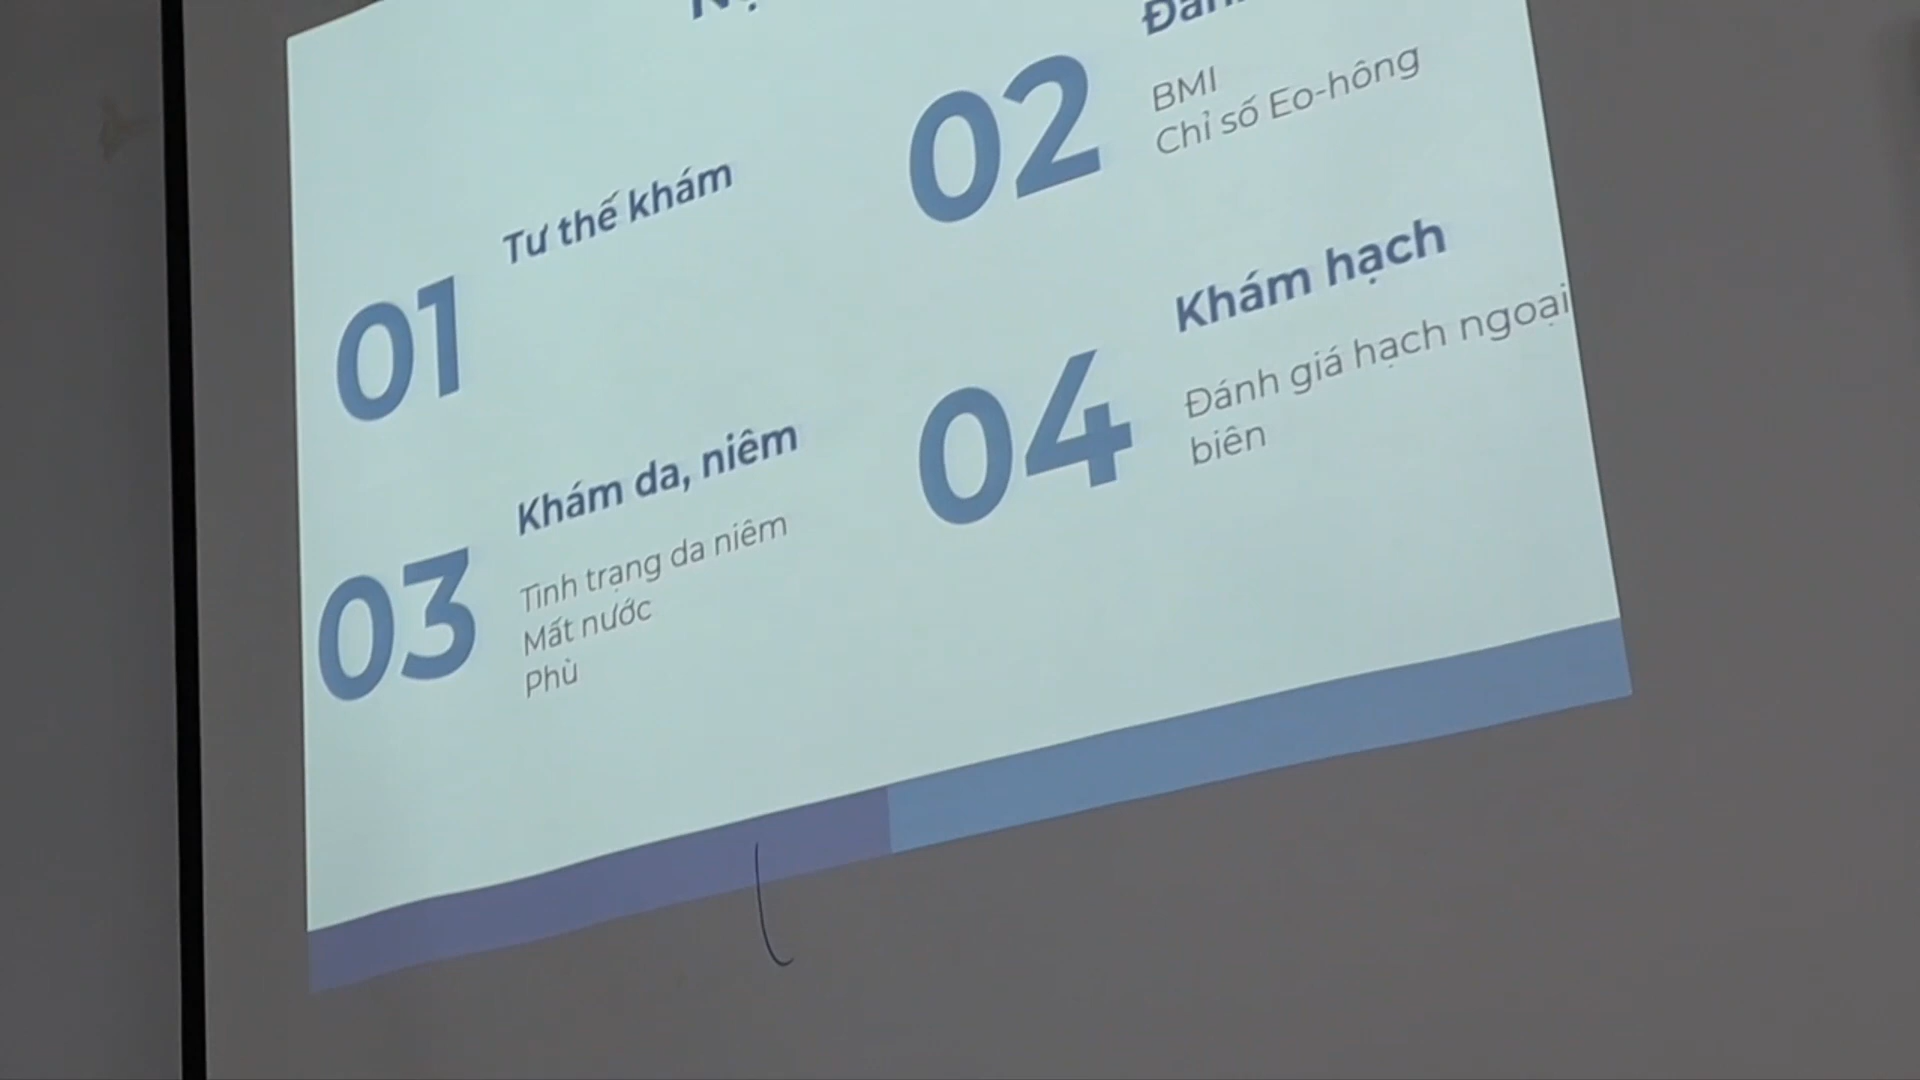 01
Tư thế khám
02
BMI
Chỉ số Eo-hông
03
Khám da, niêm
Tình trạng da niêm
Mất nước
Phù
04
Khám hạch
Đánh giá hạch ngoại
biên